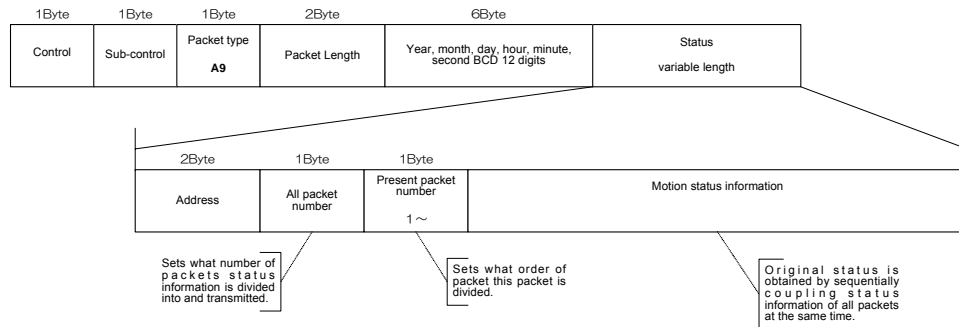 1Byte 1Byte 1Byte 2Byte 6Byte
Control
Sub-control
Packet type
A9
Packet Length
Year, month, day, hour, minute,
second BCD 12 digits
Status
variable length
2Byte 1Byte 1Byte
Address
All packet
number
Present packet
number
1～
Motion status information
Sets what number of
packets status
information is divided
into and transmitted.
Sets what order of
packet this packet is
divided.
Original status is
obtained by sequentially
coupling status
information of all packets
at the same time.